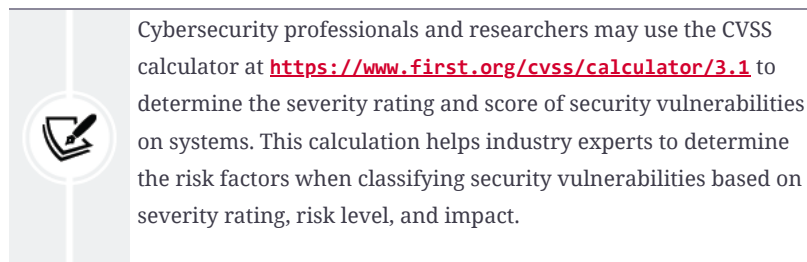 Cybersecurity professionals and researchers may use the CVSS
calculator at https://www.first.org/cvss/calculator/3.1 to
determine the severity rating and score of security vulnerabilities
on systems. This calculation helps industry experts to determine
the risk factors when classifying security vulnerabilities based on
severity rating, risk level, and impact.